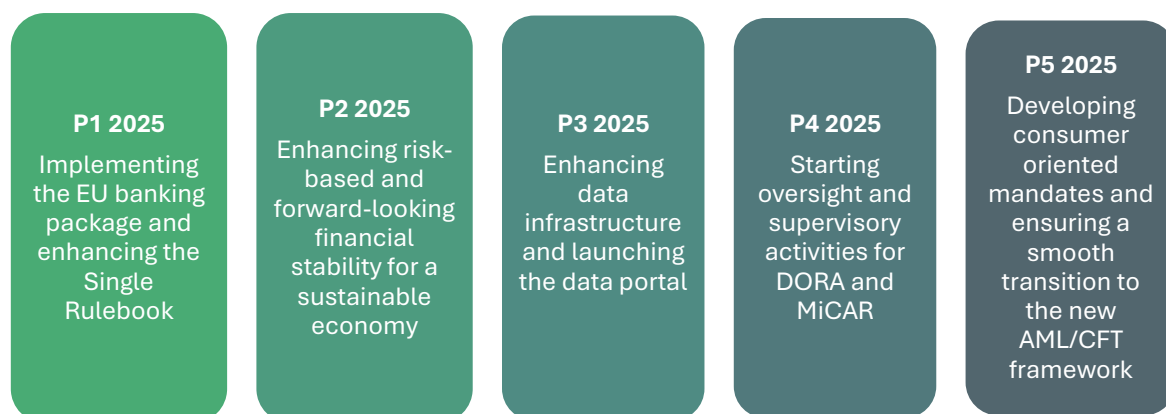 P1 2025
Implementing
the EU banking
package and
enhancing the
Single
Rulebook
P2 2025
Enhancing risk-
based and
forward-looking
financial
stability for a
sustainable
economy
P3 2025
Enhancing
data
infrastructure
and launching
the data portal
P4 2025
Starting
oversight and
supervisory
activities for
DORA and
MiCAR
P5 2025
Developing
consumer
oriented
mandates and
ensuring a
smooth
transition to
the new
AML/CFT
framework